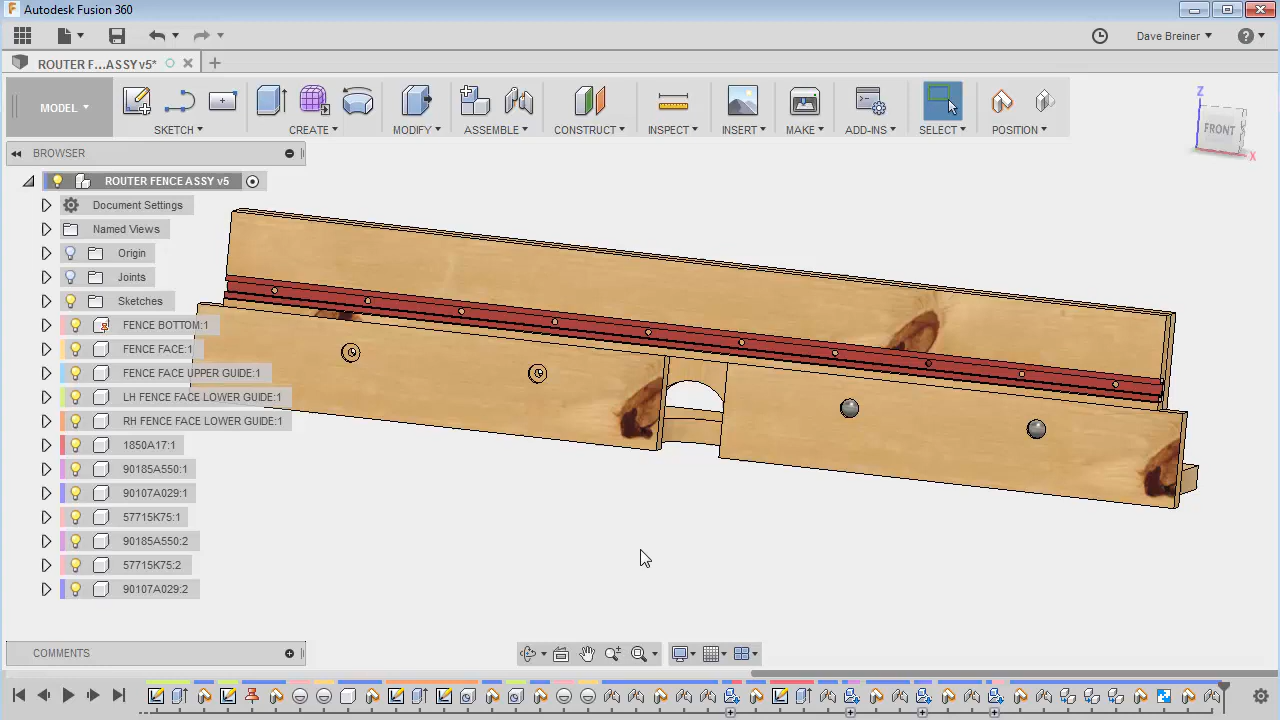 Autodesk Fusion 360
Dave Breiner
ROUTER F...ASSY v5*
MODEL
SKETCH
CREATE
MODIFY
ASSEMBLE
CONSTRUCT
INSPECT
INSERT
MAKE
ADD-INS
SELECT
POSITION
Z
FRONT
X
BROWSER
ROUTER FENCE ASSY v5
Document Settings
Named Views
Origin
Joints
Sketches
FENCE BOTTOM:1
FENCE FACE:1
FENCE FACE UPPER GUIDE:1
LH FENCE FACE LOWER GUIDE:1
RH FENCE FACE LOWER GUIDE:1
1850A17:1
90185A550:1
90107A029:1
57715K75:1
90185A550:2
57715K75:2
90107A029:2
COMMENTS